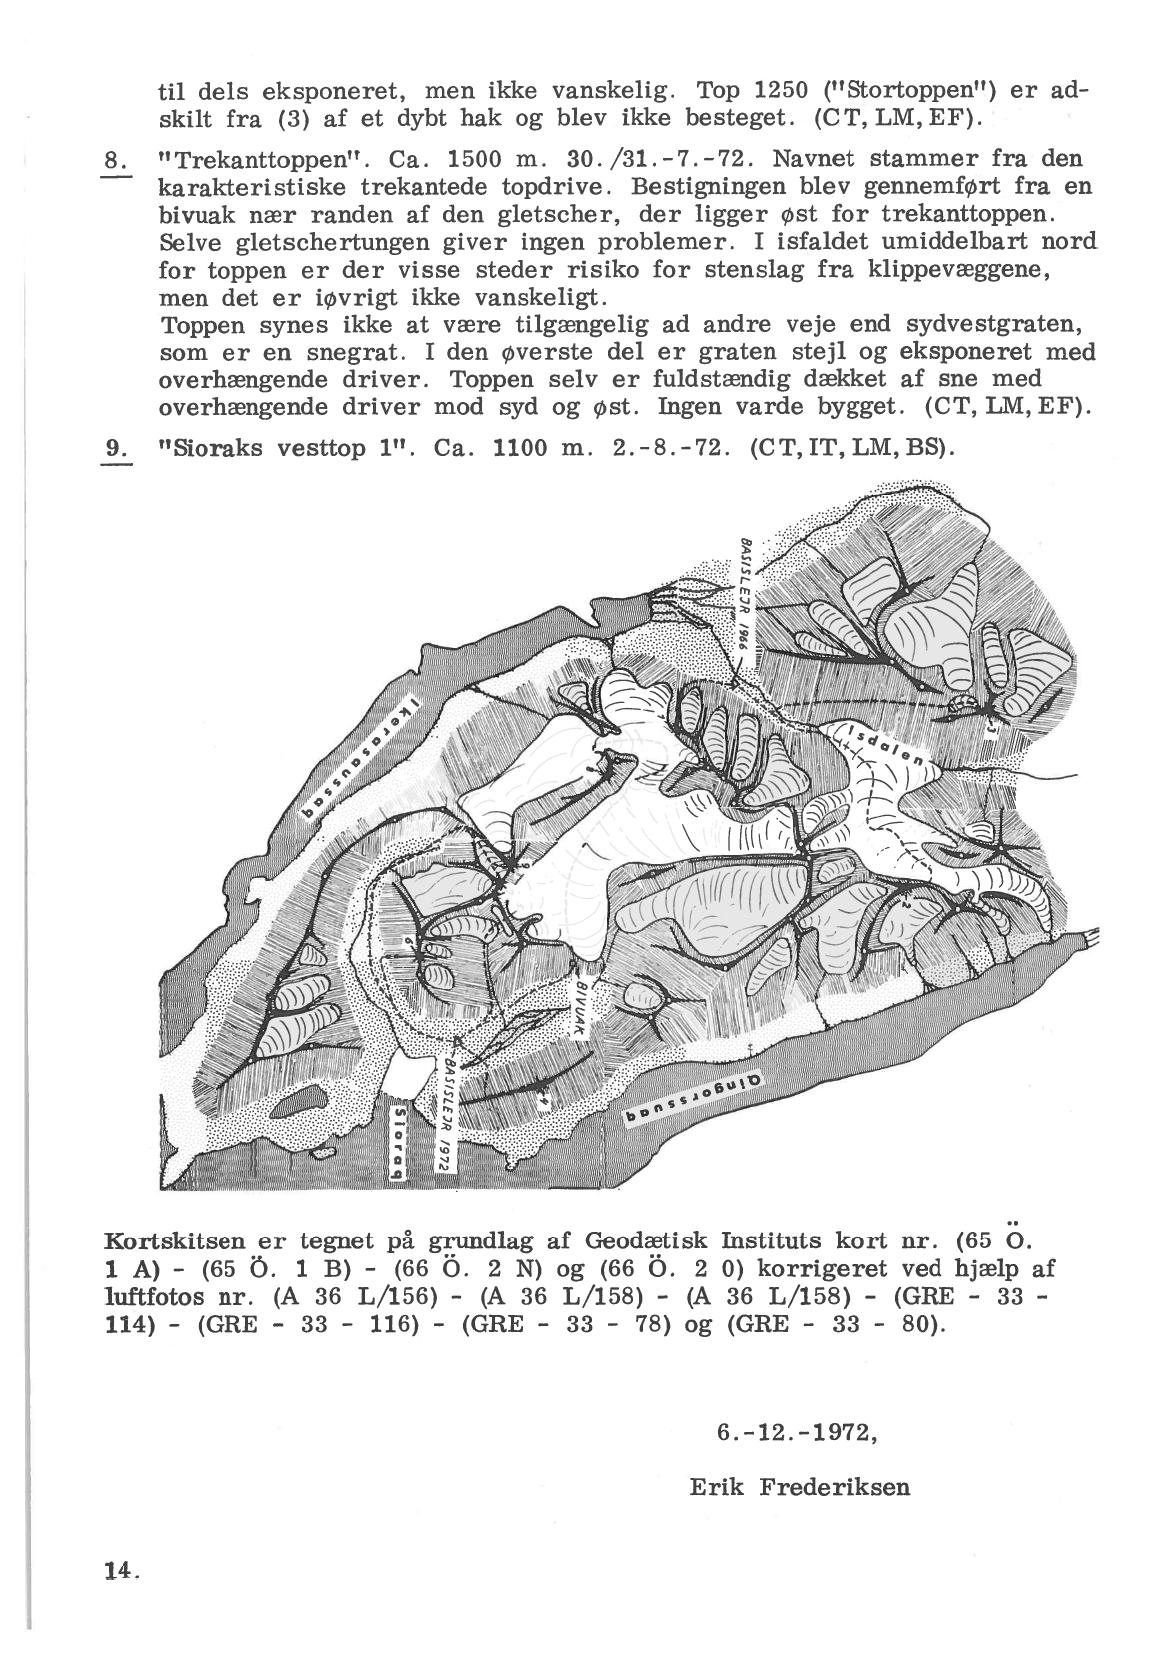 til dels eksponeret, men ikke vanskelig. Top 1250 ("Stortoppen") er ad-
skilt fra (3) af et dybt hak og blev ikke besteget. (CT, LM, EF).
8. "Trekanttoppen". Ca. 1500 m. 30./31.-7.-72. Navnet stammer fra den
karakteristiske trekantede topdrive. Bestigningen blev gennemført fra en
bivuak nær randen af den gletscher, der ligger øst for trekanttoppen.
Selve gletschertungen giver ingen problemer. I isfaldet umiddelbart nord
for toppen er der visse steder risiko for stenslag fra klippevæggene,
men det er iøvrigt ikke vanskeligt.
Toppen synes ikke at være tilgængelig ad andre veje end sydvestgraten,
som er en snegrat. I den øverste del er graten stejl og eksponeret med
overhængende driver. Toppen selv er fuldstændig dækket af sne med
overhængende driver mod syd og øst. Ingen varde bygget. (CT, LM, EF).
9. "Sioraks vesttop 1". Ca. 1100 m. 2.-8.-72. (CT, IT, LM, BS).
BASISLEJR 1966
Ikerasaussaq
Isdalen
3
BIVUAK
Qingorssuaq
BASISLEJR 1972
Sioraq
Kortskitsen er tegnet på grundlag af Geodætisk Instituts kort nr. (65 Ö.
1 A) - (65 Ö. 1 B) - (66 Ö. 2 N) og (66 Ö. 2 0) korrigeret ved hjælp af
luftfotos nr. (A 36 L/156) - (A 36 L/158) - (A 36 L/158) - (GRE - 33 -
114) - (GRE - 33 - 116) - (GRE - 33 - 78) og (GRE - 33 - 80).
6.-12.-1972,
Erik Frederiksen
14.